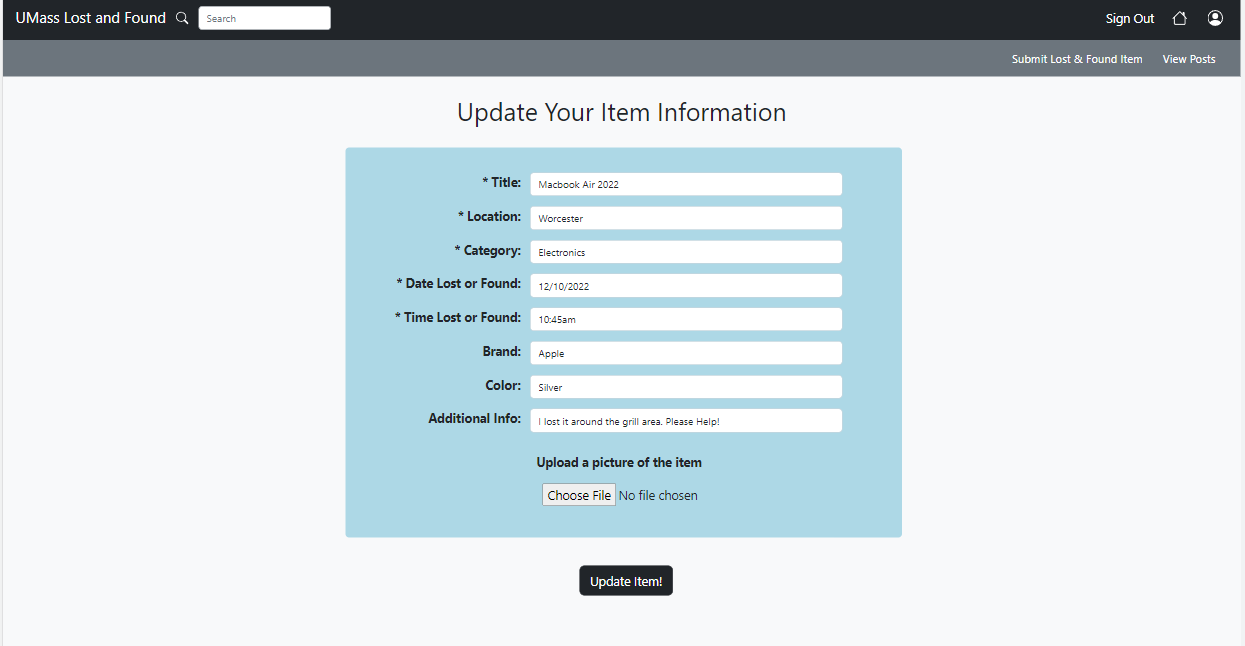 UMass Lost and Found Search Sign Out
Submit Lost & Found Item View Posts
Update Your Item Information
* Title: Macbook Air 2022
* Location: Worcester
* Category: Electronics
* Date Lost or Found: 12/10/2022
* Time Lost or Found: 10:45am
Brand: Apple
Color: Silver
Additional Info: I lost it around the grill area. Please Help!
Upload a picture of the item
Choose File No file chosen
Update Item!